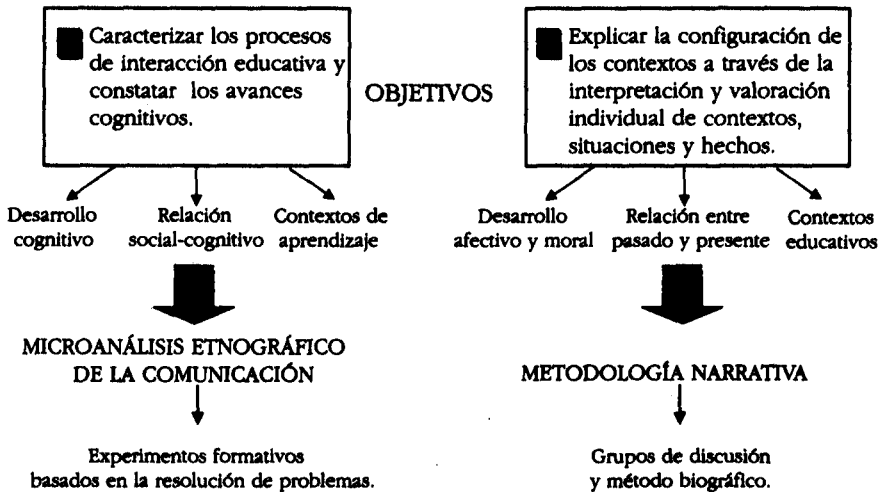 Caracterizar los procesos
de interacción educativa y
constatar los avances
cognitivos.
OBJETIVOS
Explicar la configuración de
los contextos a través de la
interpretación y valoración
individual de contextos,
situaciones y hechos.
Desarrollo
cognitivo
Relación
social-cognitivo
Contextos de
aprendizaje
Desarrollo
afectivo y moral
Relación entre
pasado y presente
Contextos
educativos
MICROANÁLISIS ETNOGRÁFICO
DE LA COMUNICACIÓN
METODOLOGÍA NARRATIVA
Experimentos formativos
basados en la resolución de problemas.
Grupos de discusión
y método biográfico.